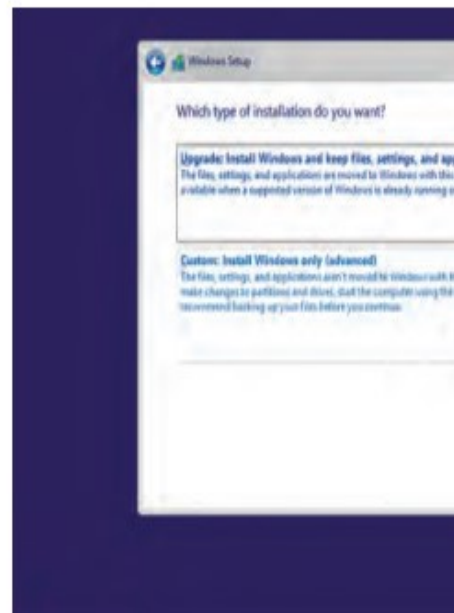 Windows Setup
Which type of installation do you want?
Upgrade: Install Windows and keep files, settings, and app
The files, settings, and applications are moved to Windows with this
available when a supported version of Windows is already running
Custom: Install Windows only (advanced)
The files, settings, and applications aren't moved to Windows with
make changes to partitions and drives, start the computer using the
recommend backing up your files before you continue.